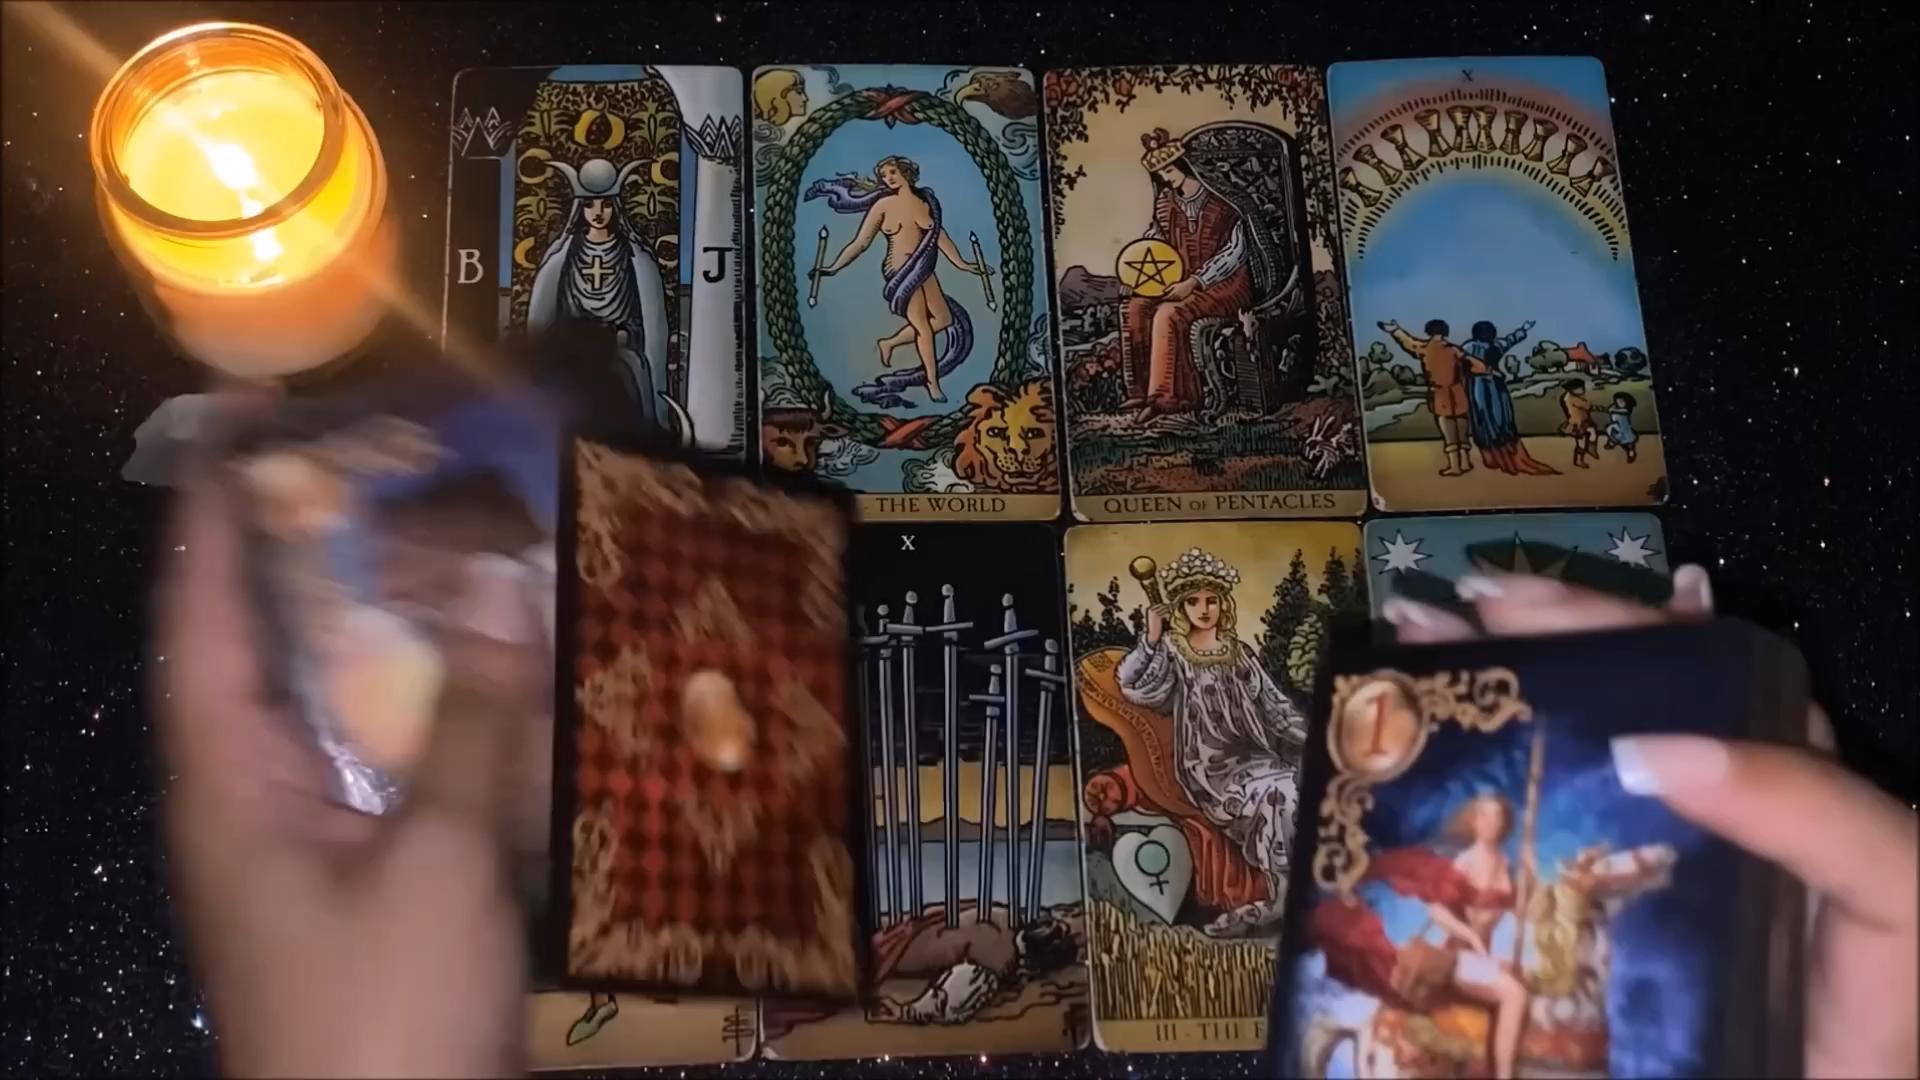 X
B
J
THE WORLD
QUEEN OF PENTACLES
X
1
III - THE